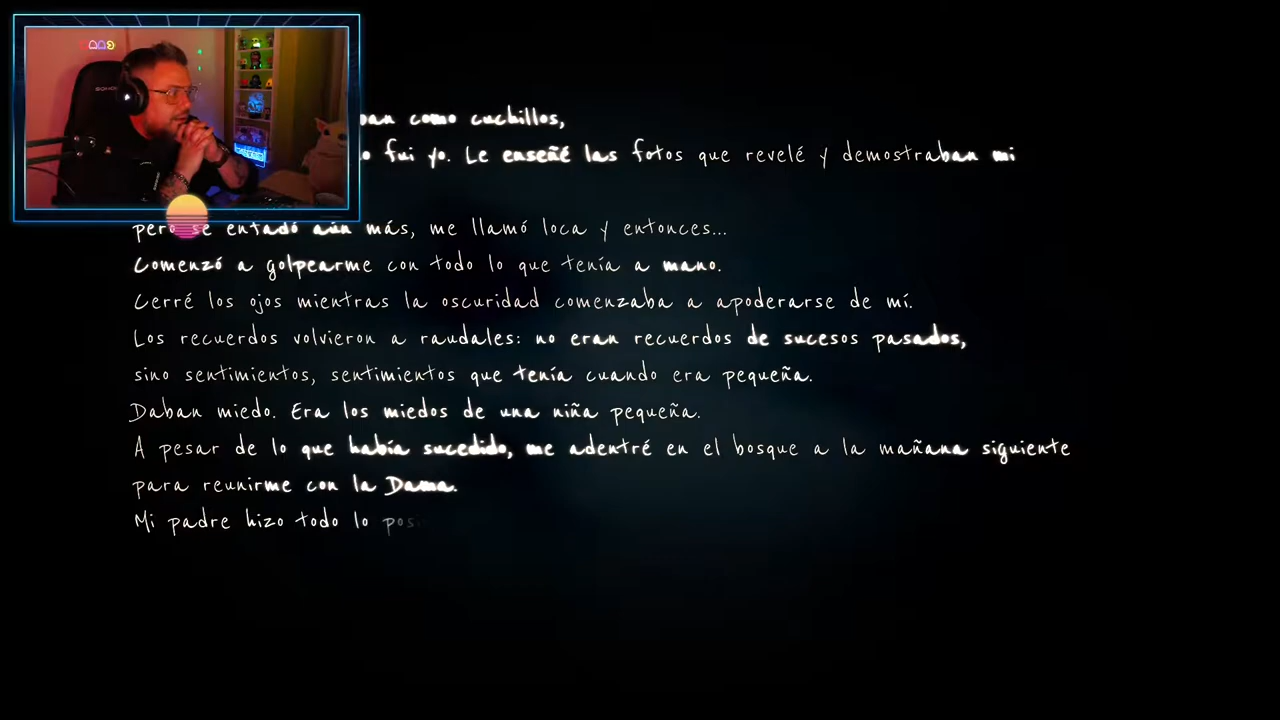 como cuchillos,
fui yo. Le enseñé las fotos que revelé y demostraban mi
pero se enfadó aún más, me llamó loca y entonces...
Comenzó a golpearme con todo lo que tenía a mano.
Cerré los ojos mientras la oscuridad comenzaba a apoderarse de mí.
Los recuerdos volvieron a raudales: no eran recuerdos de sucesos pasados,
sino sentimientos, sentimientos que tenía cuando era pequeña.
Daban miedo. Era los miedos de una niña pequeña.
A pesar de lo que había sucedido, me adentré en el bosque a la mañana siguiente
para reunirme con la Dama.
Mi padre hizo todo lo pos